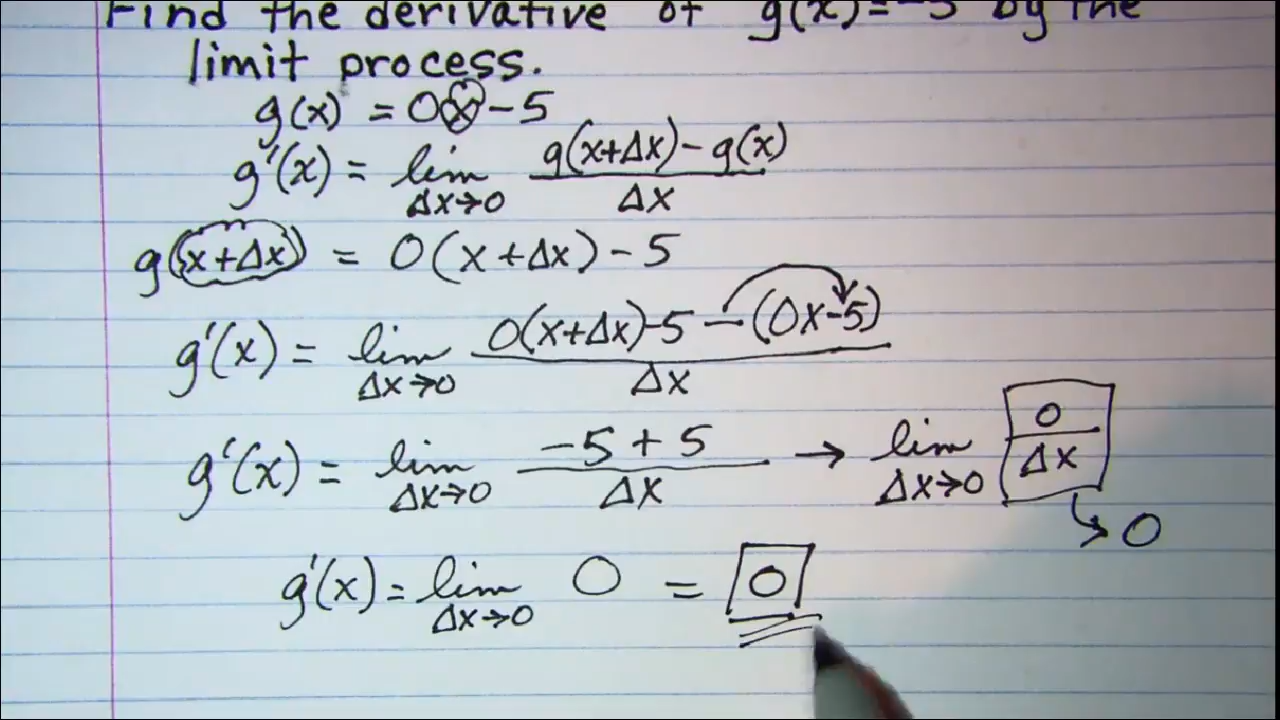 Find the derivative of g(x)=-5 by the
limit process.
g(x) = 0x-5
g'(x) = lim Δx→0 g(x+Δx)-g(x) / Δx
g(x+Δx) = 0(x+Δx)-5
g'(x) = lim Δx→0 0(x+Δx)-5-(0x-5) / Δx
g'(x) = lim Δx→0 -5+5 / Δx → lim Δx→0 0 / Δx
→ 0
g'(x) = lim Δx→0 0 = 0